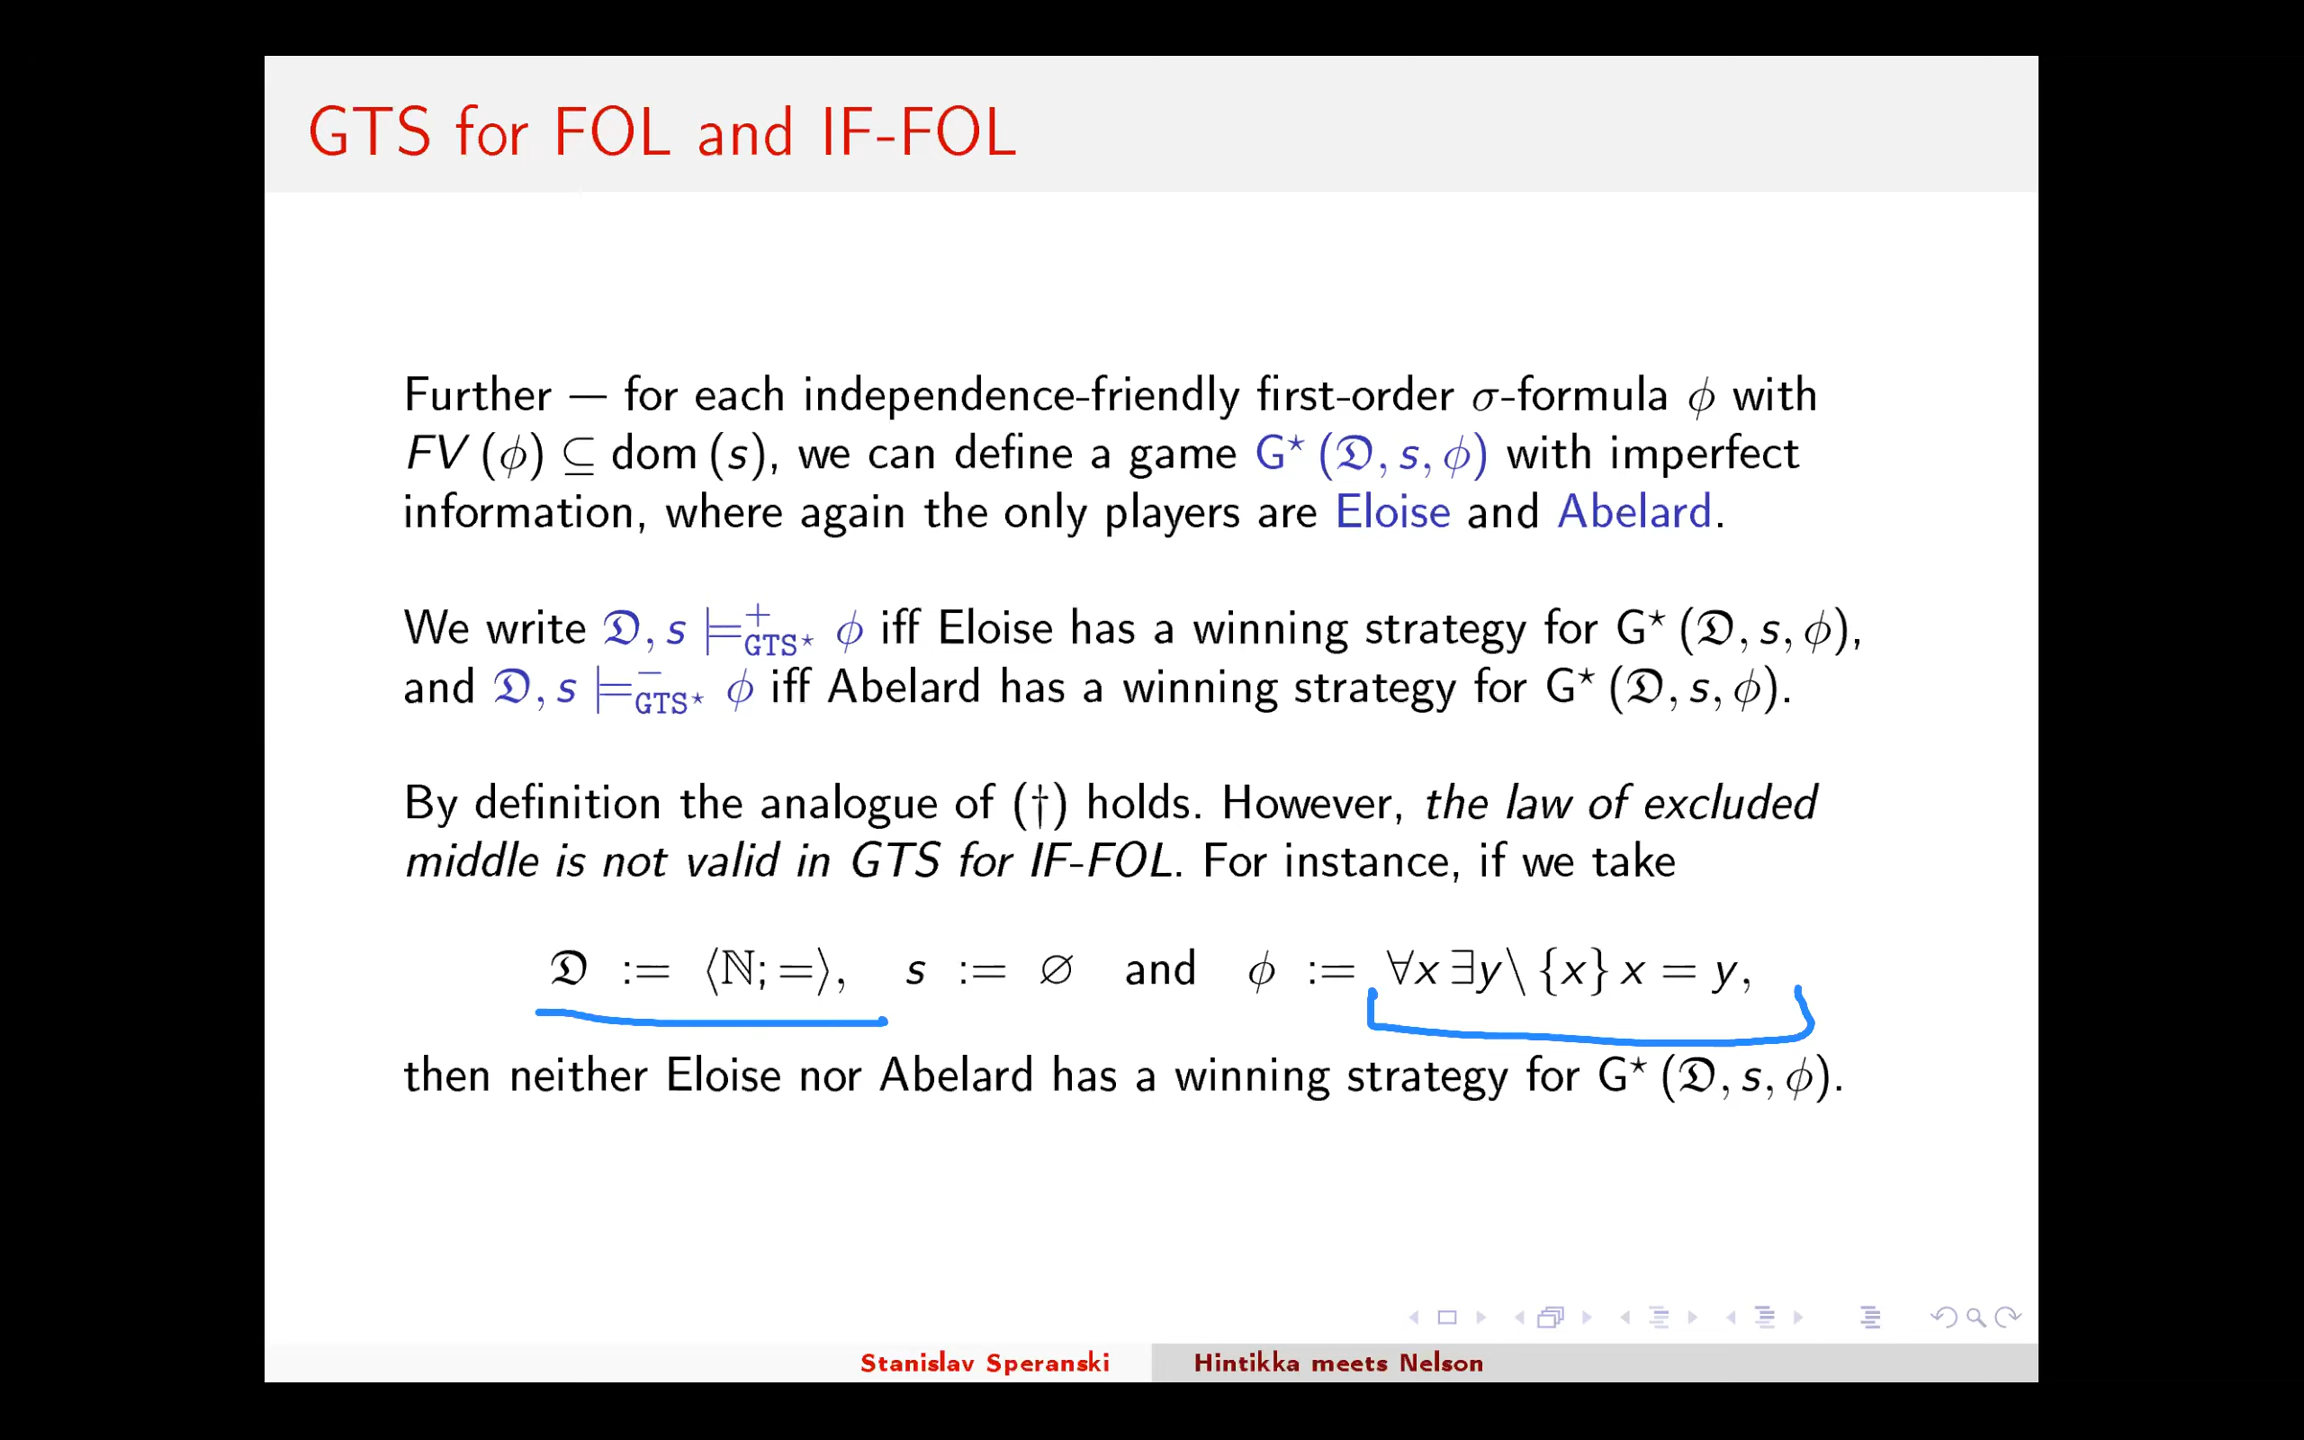 GTS for FOL and IF-FOL
Further — for each independence-friendly first-order σ-formula ϕ with
FV (ϕ) ⊆ dom (s), we can define a game G⋆ (𝔇, s, ϕ) with imperfect
information, where again the only players are Eloise and Abelard.
We write 𝔇, s ⊨⁺_GTS⋆ ϕ iff Eloise has a winning strategy for G⋆ (𝔇, s, ϕ),
and 𝔇, s ⊨⁻_GTS⋆ ϕ iff Abelard has a winning strategy for G⋆ (𝔇, s, ϕ).
By definition the analogue of (†) holds. However, the law of excluded
middle is not valid in GTS for IF-FOL. For instance, if we take
𝔇 := ⟨ℕ; =⟩, s := ∅ and ϕ := ∀x ∃y\ {x} x = y,
then neither Eloise nor Abelard has a winning strategy for G⋆ (𝔇, s, ϕ).
Stanislav Speranski Hintikka meets Nelson